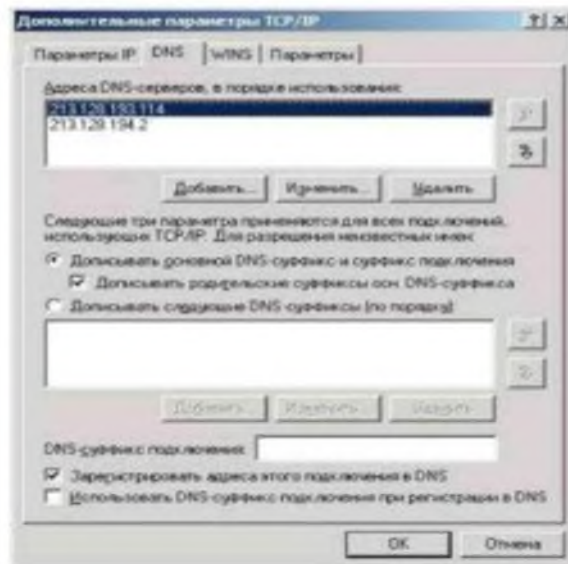 Дополнительные параметры TCP/IP
Параметры IP DNS WINS Параметры
Адреса DNS-серверов, в порядке использования:
213.128.193.114
213.128.194.2
Добавить... Изменить... Удалить
Следующие три параметра применяются для всех подключений,
использующих TCP/IP. Для разрешения неизвестных имен:
Дописывать основной DNS-суффикс и суффикс подключения
Дописывать родительские суффиксы осн. DNS-суффикса
Дописывать следующие DNS-суффиксы (по порядку):
Добавить... Изменить... Удалить
DNS-суффикс подключения:
Зарегистрировать адреса этого подключения в DNS
Использовать DNS-суффикс подключения при регистрации в DNS
OK Отмена